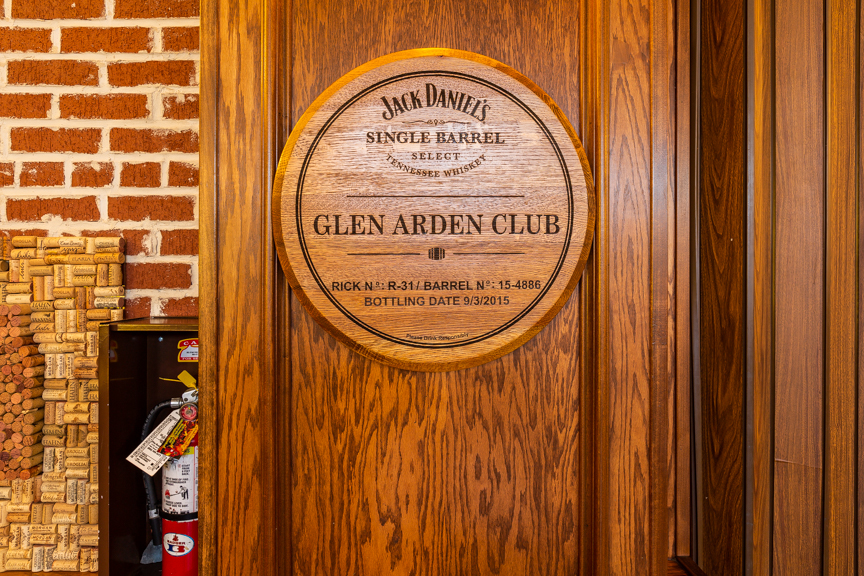 JACK DANIEL'S
SINGLE BARREL
SELECT
TENNESSEE WHISKEY
GLEN ARDEN CLUB
RICK Nº: R-31/ BARREL Nº: 15-4886
BOTTLING DATE 9/3/2015
Please Drink Responsibly